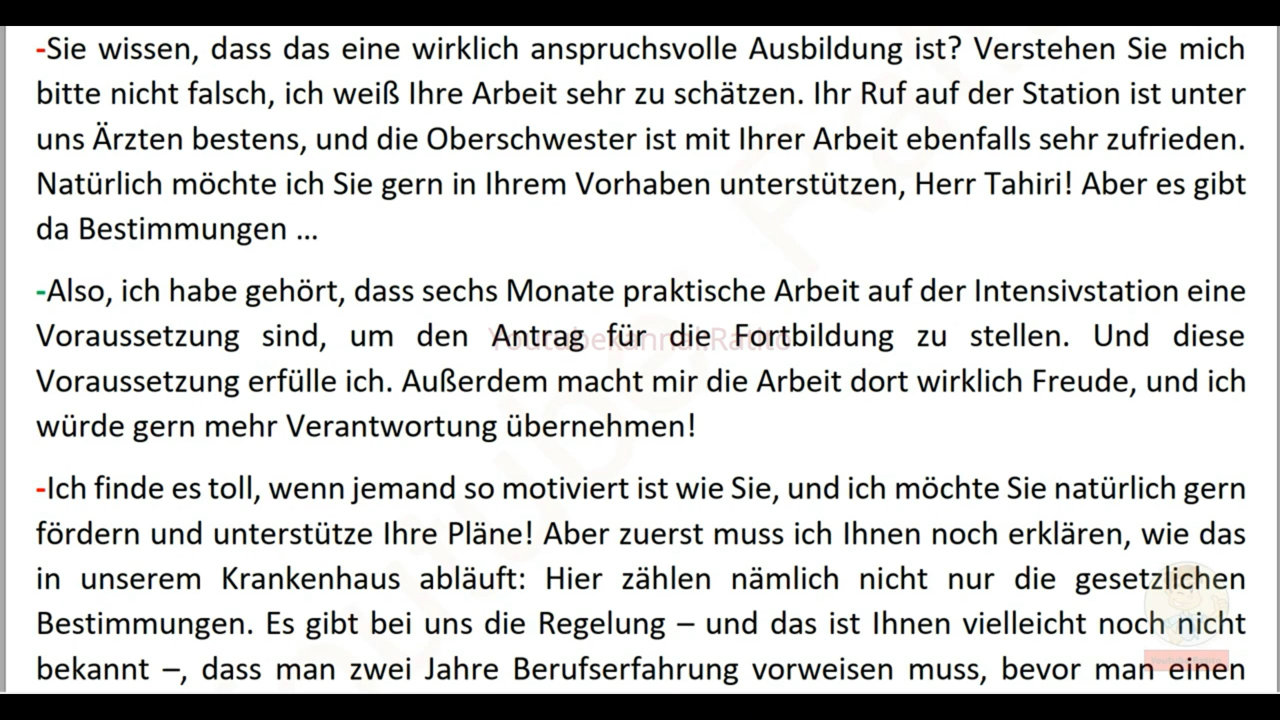 -Sie wissen, dass das eine wirklich anspruchsvolle Ausbildung ist? Verstehen Sie mich
bitte nicht falsch, ich weiß Ihre Arbeit sehr zu schätzen. Ihr Ruf auf der Station ist unter
uns Ärzten bestens, und die Oberschwester ist mit Ihrer Arbeit ebenfalls sehr zufrieden.
Natürlich möchte ich Sie gern in Ihrem Vorhaben unterstützen, Herr Tahiri! Aber es gibt
da Bestimmungen ...
-Also, ich habe gehört, dass sechs Monate praktische Arbeit auf der Intensivstation eine
Voraussetzung sind, um den Antrag für die Fortbildung zu stellen. Und diese
Voraussetzung erfülle ich. Außerdem macht mir die Arbeit dort wirklich Freude, und ich
würde gern mehr Verantwortung übernehmen!
-Ich finde es toll, wenn jemand so motiviert ist wie Sie, und ich möchte Sie natürlich gern
fördern und unterstütze Ihre Pläne! Aber zuerst muss ich Ihnen noch erklären, wie das
in unserem Krankenhaus abläuft: Hier zählen nämlich nicht nur die gesetzlichen
Bestimmungen. Es gibt bei uns die Regelung – und das ist Ihnen vielleicht noch nicht
bekannt –, dass man zwei Jahre Berufserfahrung vorweisen muss, bevor man einen